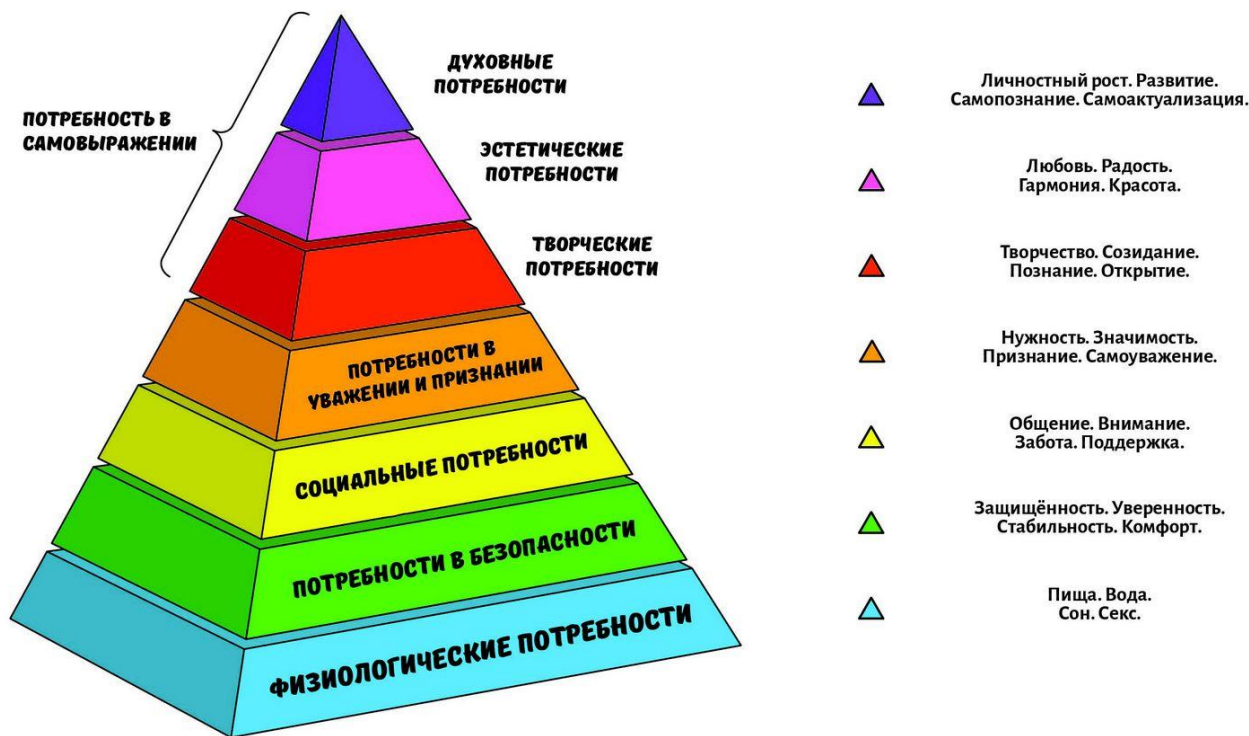 ПОТРЕБНОСТЬ В
САМОВЫРАЖЕНИИ
ДУХОВНЫЕ
ПОТРЕБНОСТИ
ЭСТЕТИЧЕСКИЕ
ПОТРЕБНОСТИ
ТВОРЧЕСКИЕ
ПОТРЕБНОСТИ
ПОТРЕБНОСТИ В
УВАЖЕНИИ И ПРИЗНАНИИ
СОЦИАЛЬНЫЕ ПОТРЕБНОСТИ
ПОТРЕБНОСТИ В БЕЗОПАСНОСТИ
ФИЗИОЛОГИЧЕСКИЕ ПОТРЕБНОСТИ
Личностный рост. Развитие.
Самопознание. Самоактуализация.
Любовь. Радость.
Гармония. Красота.
Творчество. Созидание.
Познание. Открытие.
Нужность. Значимость.
Признание. Самоуважение.
Общение. Внимание.
Забота. Поддержка.
Защищённость. Уверенность.
Стабильность. Комфорт.
Пища. Вода.
Сон. Секс.